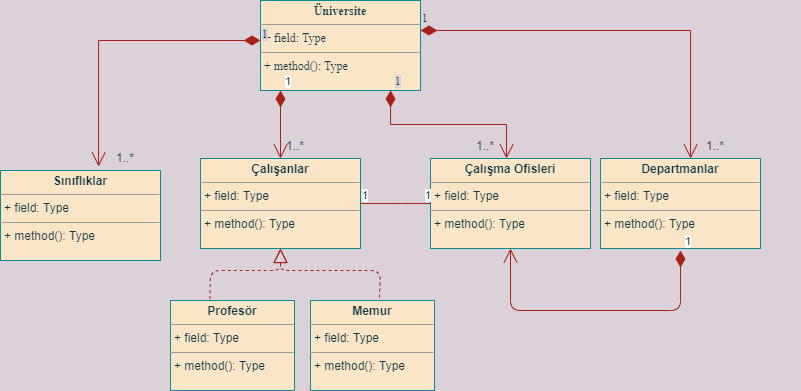 Üniversite
1
1
- field: Type
+ method(): Type
1
1
1..*
1..*
1..*
1..*
Sınıflıklar
+ field: Type
+ method(): Type
Çalışanlar
+ field: Type
+ method(): Type
1
1
Çalışma Ofisleri
+ field: Type
+ method(): Type
Departmanlar
+ field: Type
+ method(): Type
1
Profesör
+ field: Type
+ method(): Type
Memur
+ field: Type
+ method(): Type